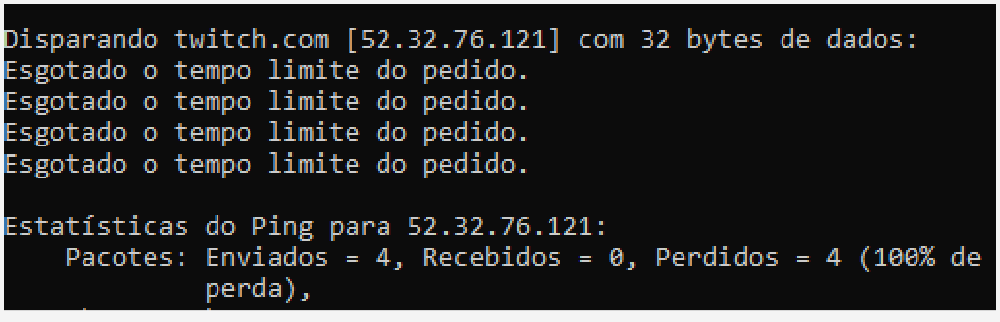 Disparando twitch.com [52.32.76.121] com 32 bytes de dados:
Esgotado o tempo limite do pedido.
Esgotado o tempo limite do pedido.
Esgotado o tempo limite do pedido.
Esgotado o tempo limite do pedido.
Estatísticas do Ping para 52.32.76.121:
Pacotes: Enviados = 4, Recebidos = 0, Perdidos = 4 (100% de
perda),